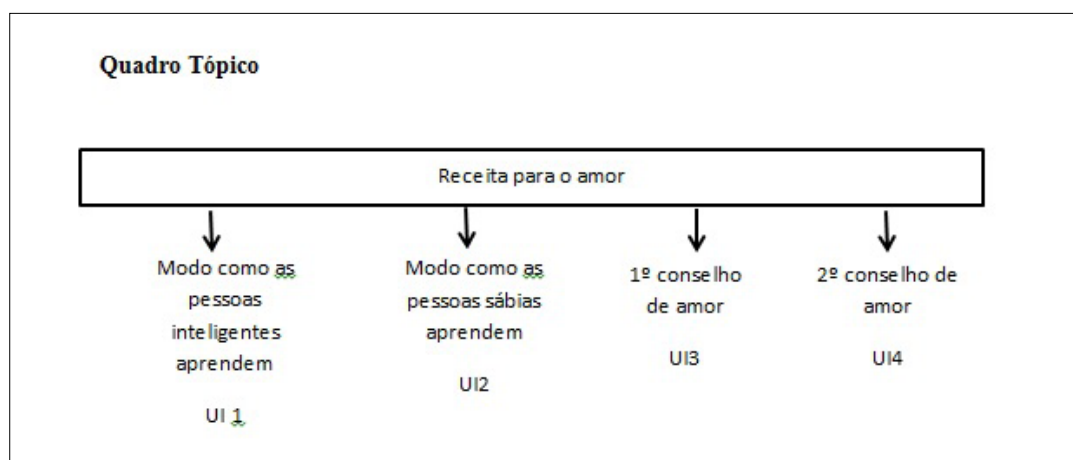 Quadro Tópico
Receita para o amor
Modo como as
pessoas
inteligentes
aprendem
UI 1
Modo como as
pessoas sábias
aprendem
UI2
1º conselho
de amor
UI3
2º conselho de
amor
UI4